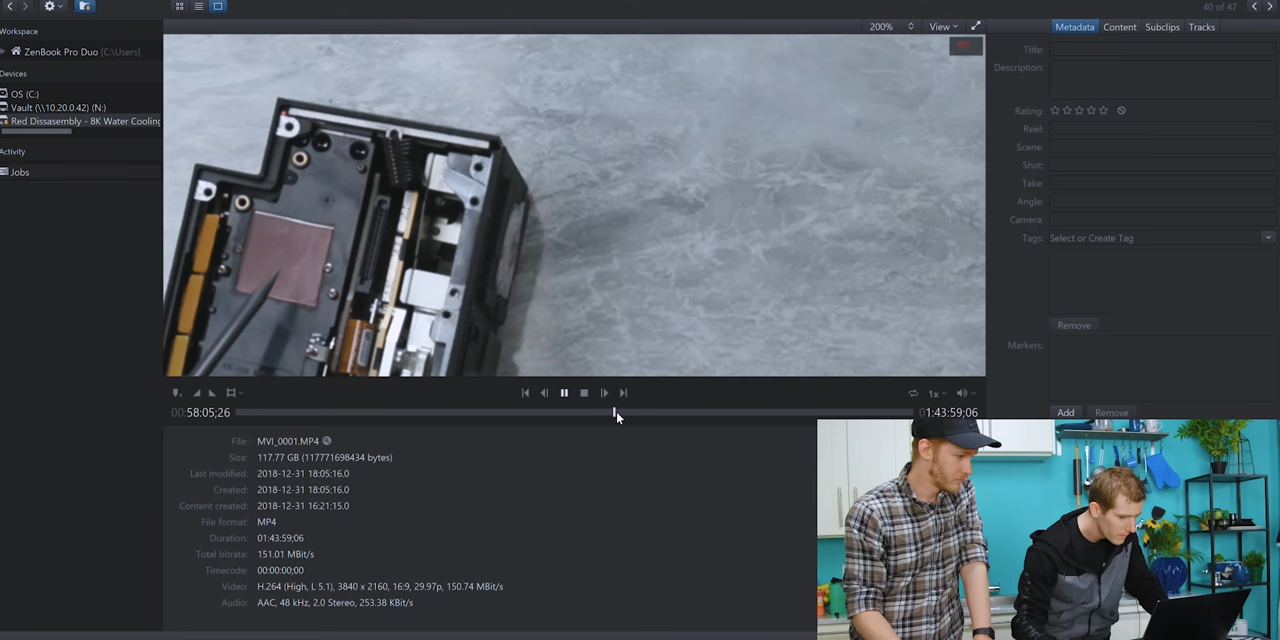 40 of 47
200%
View
Metadata Content Subclips Tracks
Workspace
ZenBook Pro Duo [C:\Users]
Devices
OS (C:)
Vault (\\10.20.0.42) (N:)
Red Dissasembly - 8K Water Cooling
Activity
Jobs
Title:
Description:
Rating:
Reel:
Scene:
Shot:
Take:
Angle:
Camera:
Tags: Select or Create Tag
Remove
Markers:
Add Remove
1x
00:58:05;26
01:43:59;06
File: MVI_0001.MP4
Size: 117.77 GB (117771698434 bytes)
Last modified: 2018-12-31 18:05:16.0
Created: 2018-12-31 18:05:16.0
Content created: 2018-12-31 16:21:15.0
File format: MP4
Duration: 01:43:59;06
Total bitrate: 151.01 MBit/s
Timecode: 00:00:00;00
Video: H.264 (High, L 5.1), 3840 x 2160, 16:9, 29.97p, 150.74 MBit/s
Audio: AAC, 48 kHz, 2.0 Stereo, 253.38 KBit/s